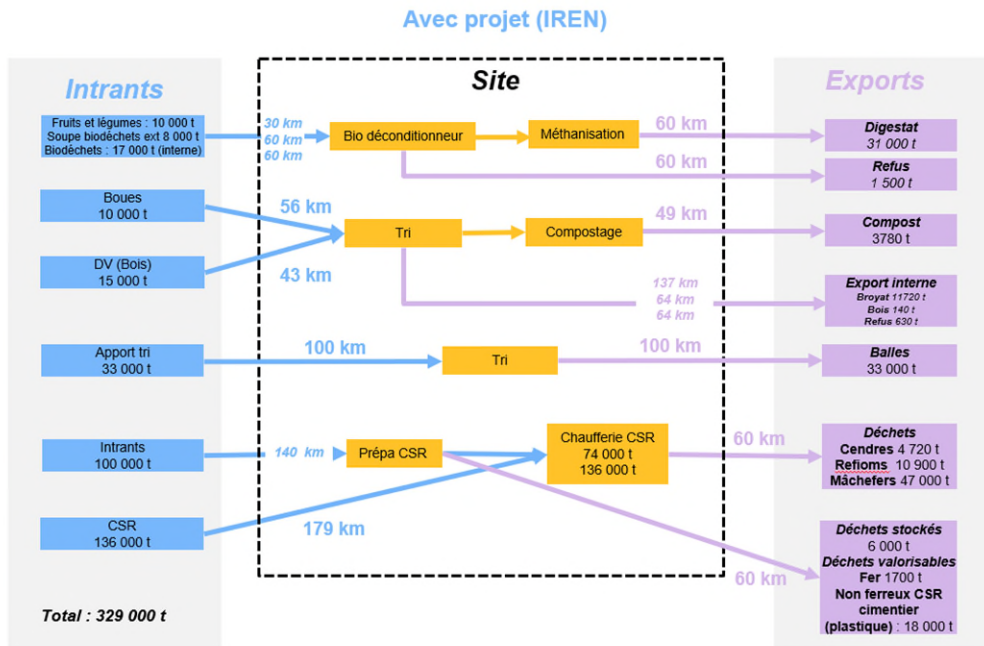 Avec projet (IREN)
Intrants
Site
Exports
Fruits et légumes : 10 000 t
Soupe biodéchets ext 8 000 t
Biodéchets : 17 000 t (interne)
30 km
60 km
60 km
Bio déconditionneur
Méthanisation
60 km
Digestat
31 000 t
60 km
Refus
1 500 t
Boues
10 000 t
56 km
Tri
Compostage
49 km
Compost
3780 t
DV (Bois)
15 000 t
43 km
137 km
64 km
64 km
Export interne
Broyat 11720 t
Bois 140 t
Refus 630 t
Apport tri
33 000 t
100 km
Tri
100 km
Balles
33 000 t
Intrants
100 000 t
140 km
Prépa CSR
Chaufferie CSR
74 000 t
136 000 t
60 km
Déchets
Cendres 4 720 t
Refioms 10 900 t
Mâchefers 47 000 t
CSR
136 000 t
179 km
60 km
Déchets stockés
6 000 t
Déchets valorisables
Fer 1700 t
Non ferreux CSR
cimentier
(plastique) : 18 000 t
Total : 329 000 t